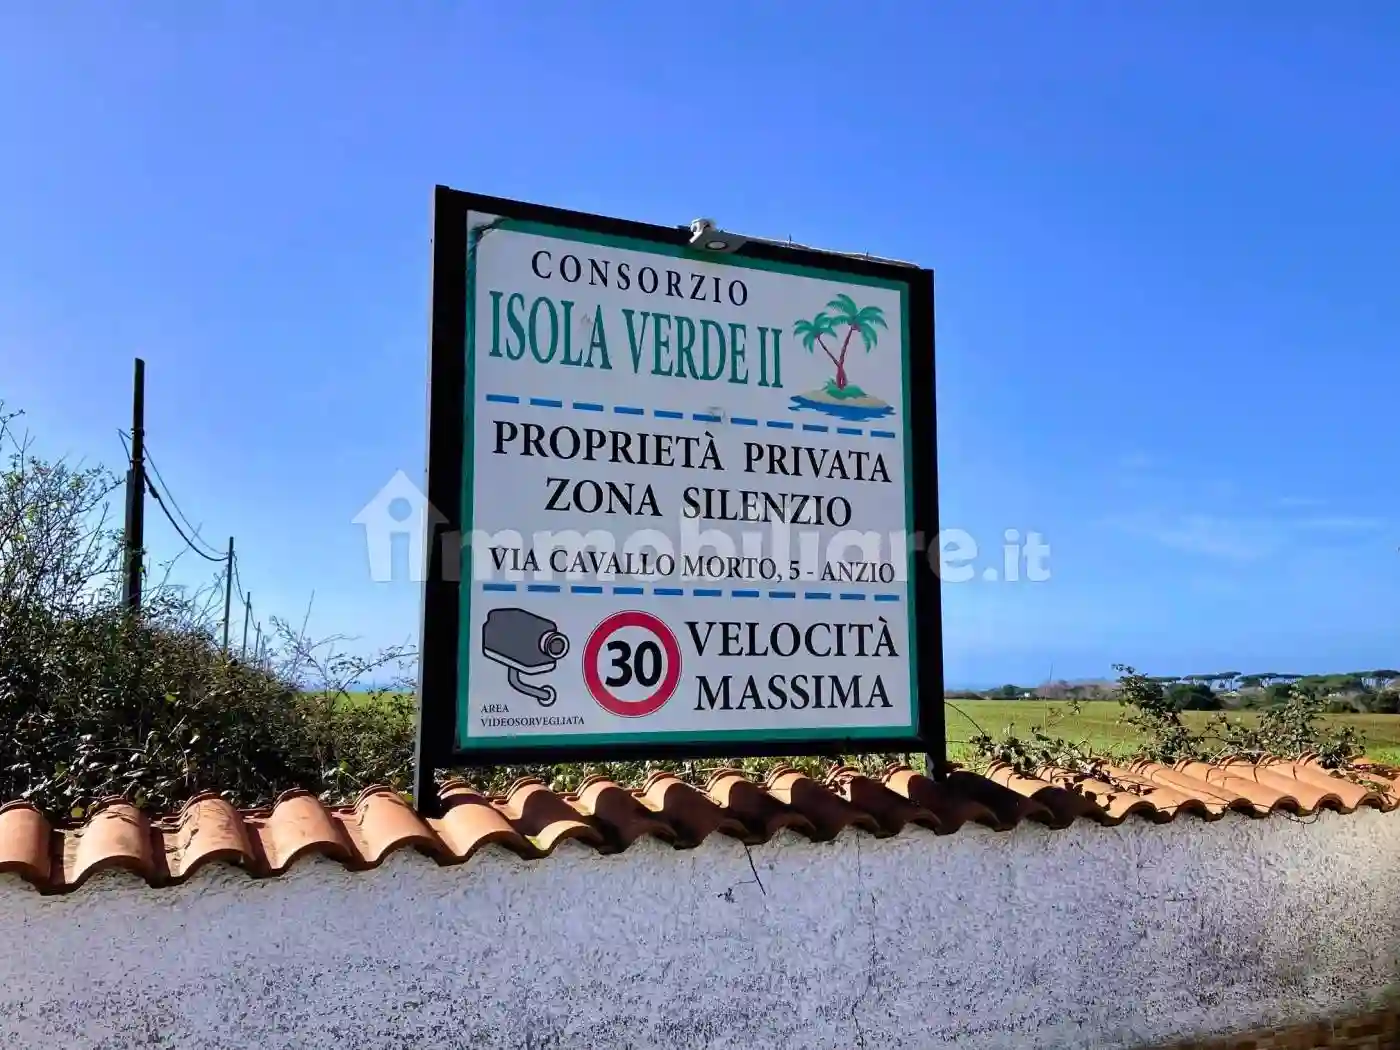 CONSORZIO
ISOLA VERDE II
PROPRIETÀ PRIVATA
ZONA SILENZIO
immobiliare.it
VIA CAVALLO MORTO, 5 - ANZIO
AREA
VIDEOSORVEGLIATA
30
VELOCITÀ
MASSIMA